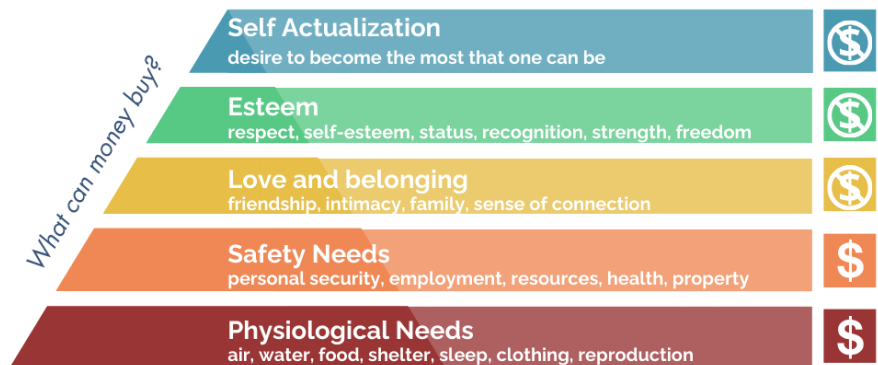 What can money buy?
Self Actualization
desire to become the most that one can be
$
Esteem
respect, self-esteem, status, recognition, strength, freedom
$
Love and belonging
friendship, intimacy, family, sense of connection
$
Safety Needs
personal security, employment, resources, health, property
$
Physiological Needs
air, water, food, shelter, sleep, clothing, reproduction
$